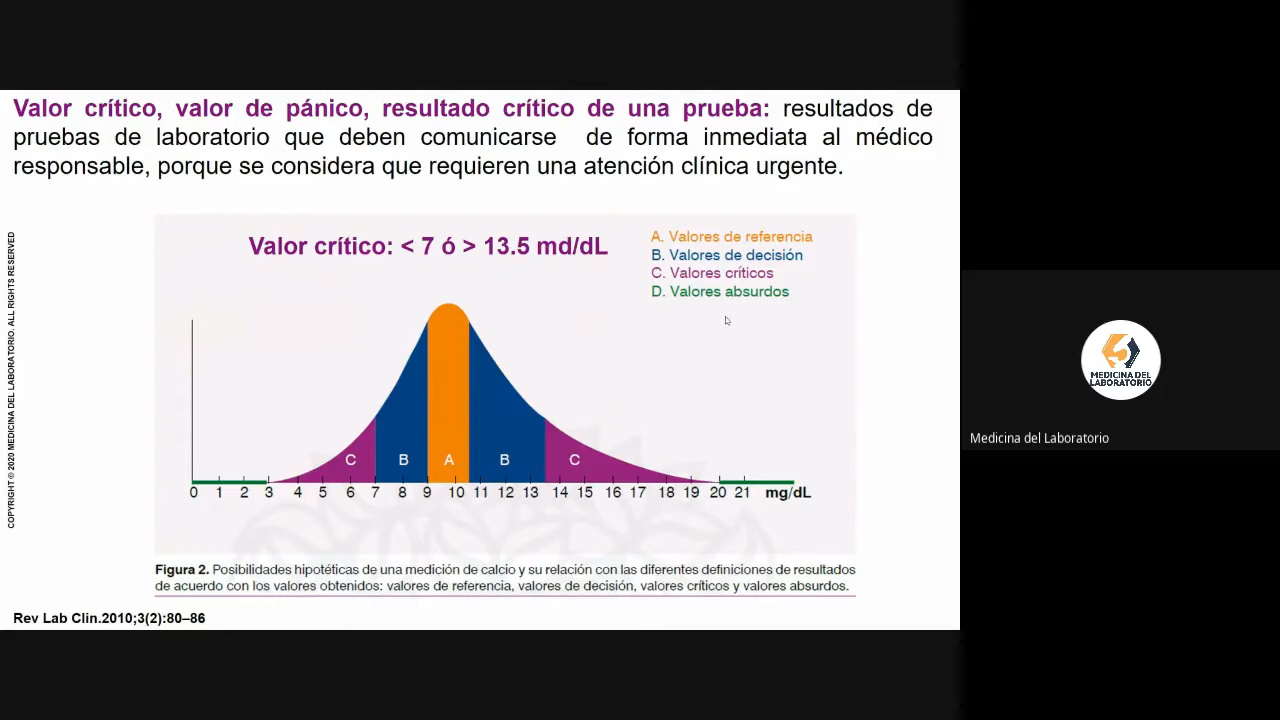 Valor crítico, valor de pánico, resultado crítico de una prueba: resultados de
pruebas de laboratorio que deben comunicarse de forma inmediata al médico
responsable, porque se considera que requieren una atención clínica urgente.
COPYRIGHT © 2020 MEDICINA DEL LABORATORIO. ALL RIGHTS RESERVED
Valor crítico: < 7 ó > 13.5 md/dL
A. Valores de referencia
B. Valores de decisión
C. Valores críticos
D. Valores absurdos
C B A B C
0 1 2 3 4 5 6 7 8 9 10 11 12 13 14 15 16 17 18 19 20 21 mg/dL
Figura 2. Posibilidades hipotéticas de una medición de calcio y su relación con las diferentes definiciones de resultados
de acuerdo con los valores obtenidos: valores de referencia, valores de decisión, valores críticos y valores absurdos.
Rev Lab Clin.2010;3(2):80–86
MEDICINA DEL
LABORATORIO
Medicina del Laboratorio